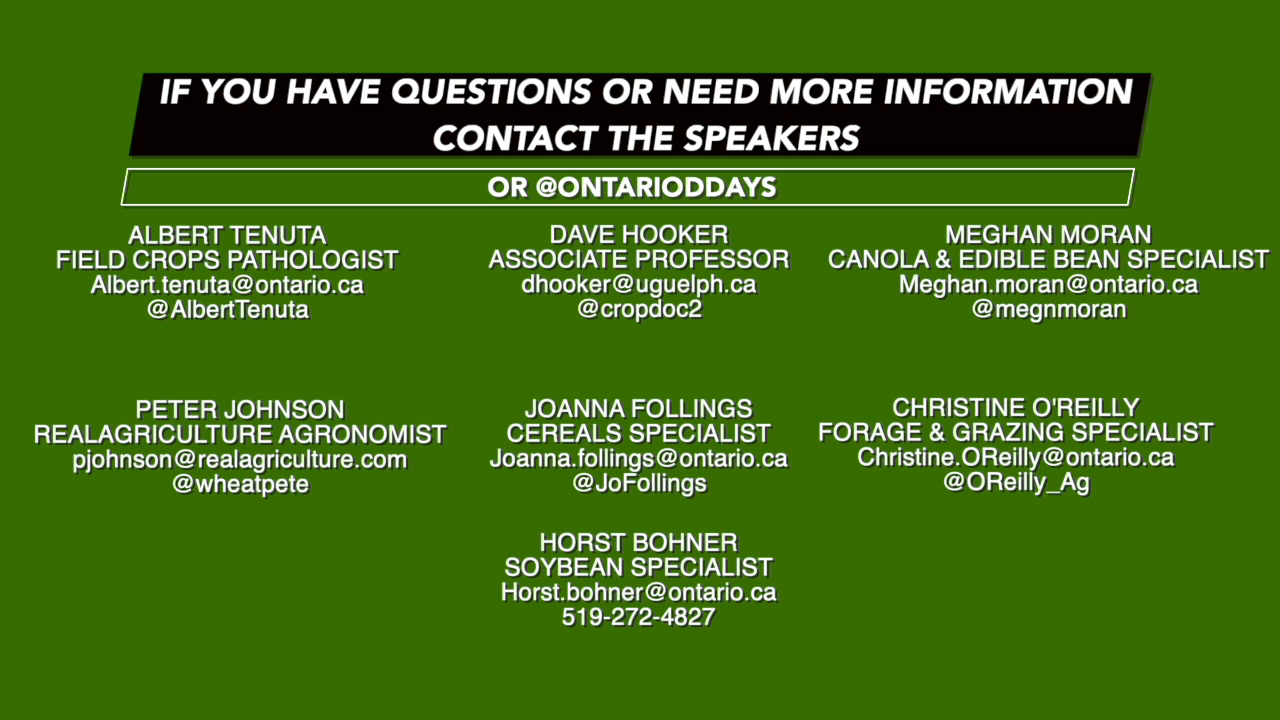 IF YOU HAVE QUESTIONS OR NEED MORE INFORMATION
CONTACT THE SPEAKERS
OR @ONTARIODDAYS
ALBERT TENUTA
FIELD CROPS PATHOLOGIST
Albert.tenuta@ontario.ca
@AlbertTenuta
DAVE HOOKER
ASSOCIATE PROFESSOR
dhooker@uguelph.ca
@cropdoc2
MEGHAN MORAN
CANOLA & EDIBLE BEAN SPECIALIST
Meghan.moran@ontario.ca
@megnmoran
PETER JOHNSON
REALAGRICULTURE AGRONOMIST
pjohnson@realagriculture.com
@wheatpete
JOANNA FOLLINGS
CEREALS SPECIALIST
Joanna.follings@ontario.ca
@JoFollings
CHRISTINE O'REILLY
FORAGE & GRAZING SPECIALIST
Christine.OReilly@ontario.ca
@OReilly_Ag
HORST BOHNER
SOYBEAN SPECIALIST
Horst.bohner@ontario.ca
519-272-4827